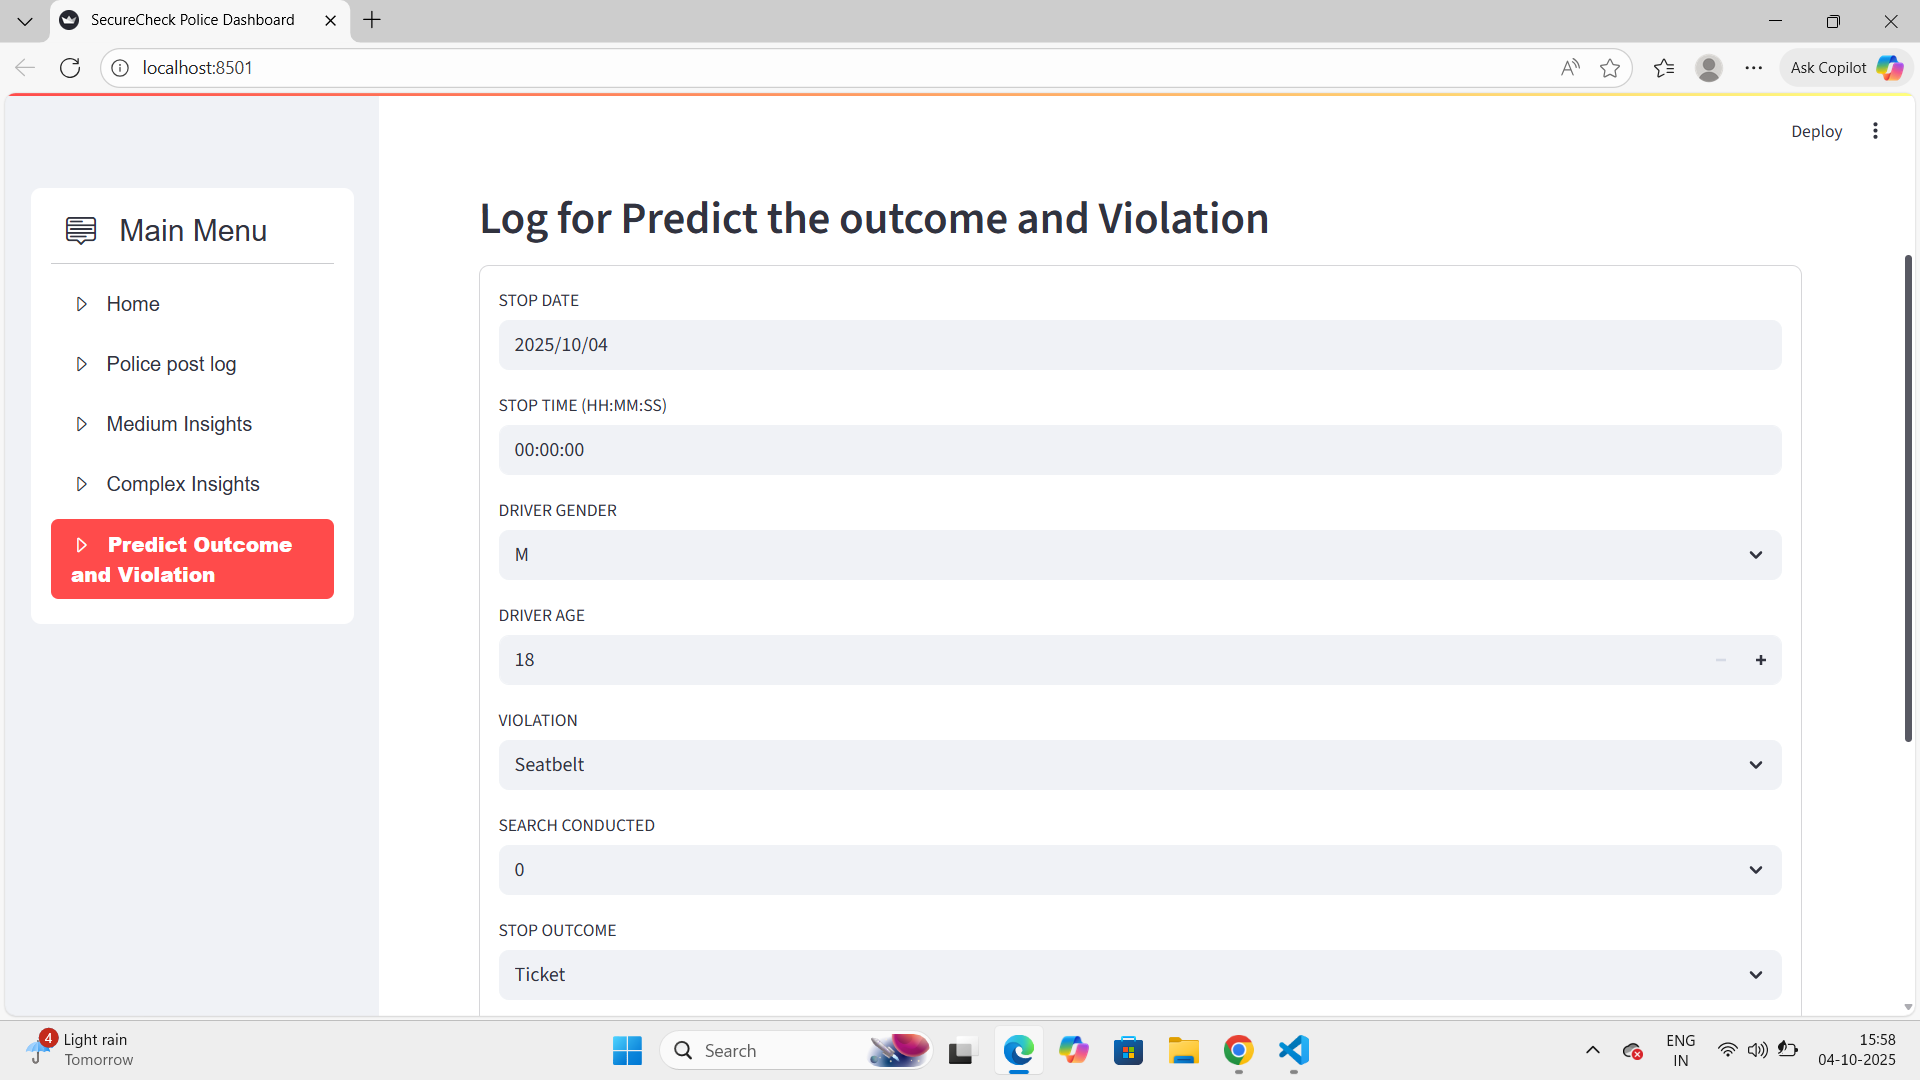 SecureCheck Police Dashboard
localhost:8501
Ask Copilot
Deploy
Main Menu
Home
Police post log
Medium Insights
Complex Insights
Predict Outcome
and Violation
Log for Predict the outcome and Violation
STOP DATE
2025/10/04
STOP TIME (HH:MM:SS)
00:00:00
DRIVER GENDER
M
DRIVER AGE
18
VIOLATION
Seatbelt
SEARCH CONDUCTED
0
STOP OUTCOME
Ticket
4
Light rain
Tomorrow
Search
ENG
IN
15:58
04-10-2025